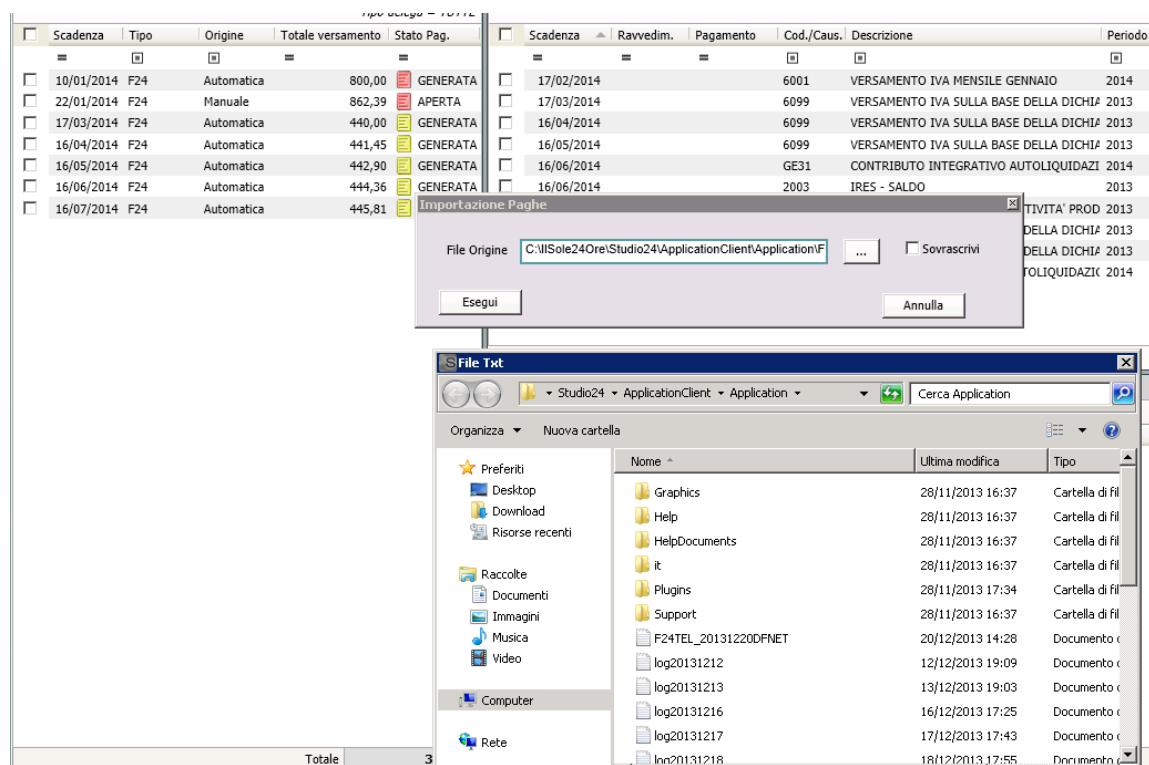 Tipo delega = TUTTE
Scadenza Tipo Origine Totale versamento Stato Pag.
= = =
10/01/2014 F24 Automatica 800,00 GENERATA
22/01/2014 F24 Manuale 862,39 APERTA
17/03/2014 F24 Automatica 440,00 GENERATA
16/04/2014 F24 Automatica 441,45 GENERATA
16/05/2014 F24 Automatica 442,90 GENERATA
16/06/2014 F24 Automatica 444,36 GENERATA
16/07/2014 F24 Automatica 445,81
Totale 3
Scadenza Ravvedim. Pagamento Cod./Caus. Descrizione Periodo
= = =
17/02/2014 6001 VERSAMENTO IVA MENSILE GENNAIO 2014
17/03/2014 6099 VERSAMENTO IVA SULLA BASE DELLA DICHIA 2013
16/04/2014 6099 VERSAMENTO IVA SULLA BASE DELLA DICHIA 2013
16/05/2014 6099 VERSAMENTO IVA SULLA BASE DELLA DICHIA 2013
16/06/2014 GE31 CONTRIBUTO INTEGRATIVO AUTOLIQUIDAZI 2014
16/06/2014 2003 IRES - SALDO 2013
TIVITA' PROD 2013
DELLA DICHIA 2013
DELLA DICHIA 2013
TOLIQUIDAZI( 2014
Importazione Paghe
File Origine C:\IlSole24Ore\Studio24\ApplicationClient\Application\F ... Sovrascrivi
Esegui Annulla
File Txt
Studio24 ApplicationClient Application Cerca Application
Organizza Nuova cartella
Preferiti
Desktop
Download
Risorse recenti
Raccolte
Documenti
Immagini
Musica
Video
Computer
Rete
Nome Ultima modifica Tipo
Graphics 28/11/2013 16:37 Cartella di fil
Help 28/11/2013 16:37 Cartella di fil
HelpDocuments 28/11/2013 16:37 Cartella di fil
it 28/11/2013 16:37 Cartella di fil
Plugins 28/11/2013 17:34 Cartella di fil
Support 28/11/2013 16:37 Cartella di fil
F24TEL_20131220DFNET 20/12/2013 14:28 Documento
log20131212 12/12/2013 19:09 Documento
log20131213 13/12/2013 19:03 Documento
log20131216 16/12/2013 17:25 Documento
log20131217 17/12/2013 17:43 Documento
log20131218 18/12/2013 17:55 Documento